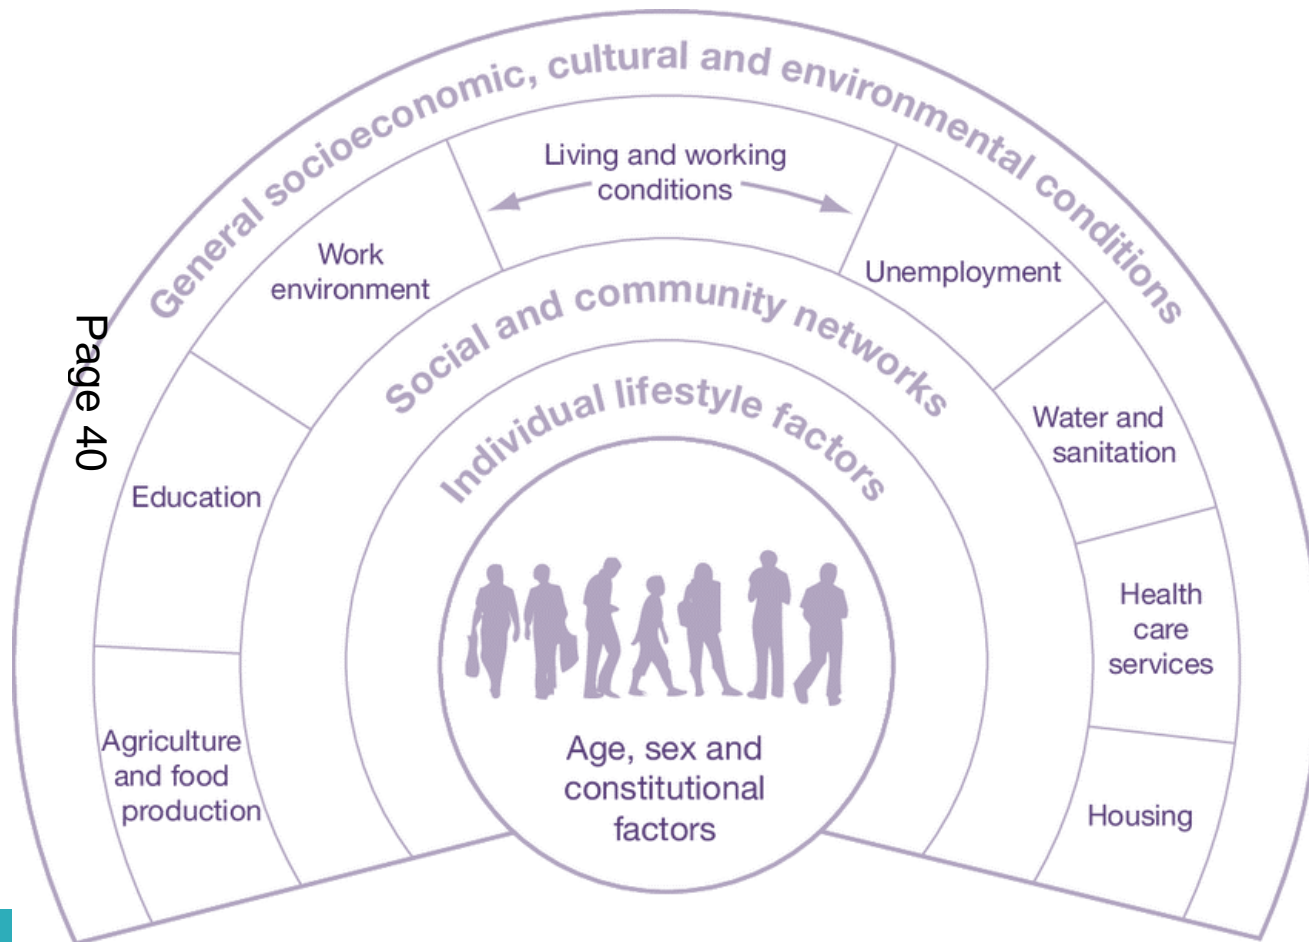 General socioeconomic, cultural and environmental conditions
Living and working
conditions
Work
environment
Unemployment
Social and community networks
Page 40
Individual lifestyle factors
Water and
sanitation
Education
Health
care
services
Agriculture
and food
production
Age, sex and
constitutional
factors
Housing